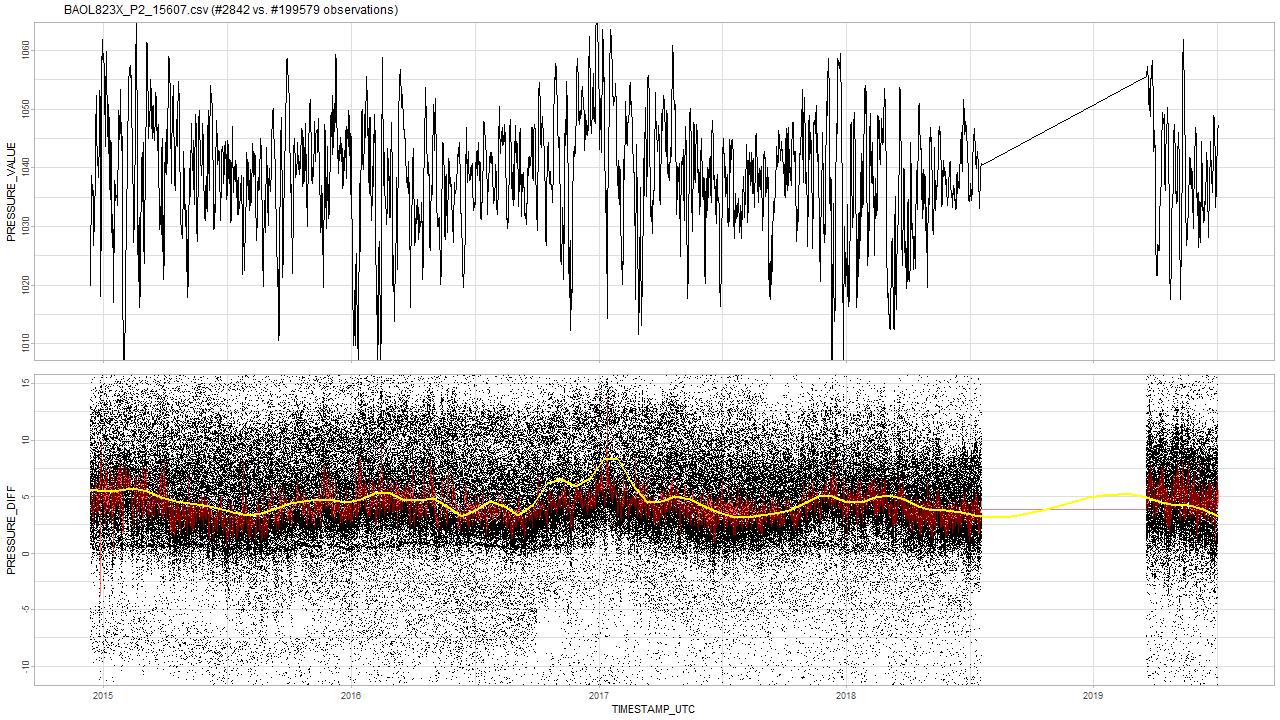 BAOL823X_P2_15607.csv (#2842 vs. #199579 observations)
PRESSURE_VALUE
1060
1050
1040
1030
1020
1010
PRESSURE_DIFF
15
10
5
0
-5
-10
2015 2016 2017 2018 2019
TIMESTAMP_UTC